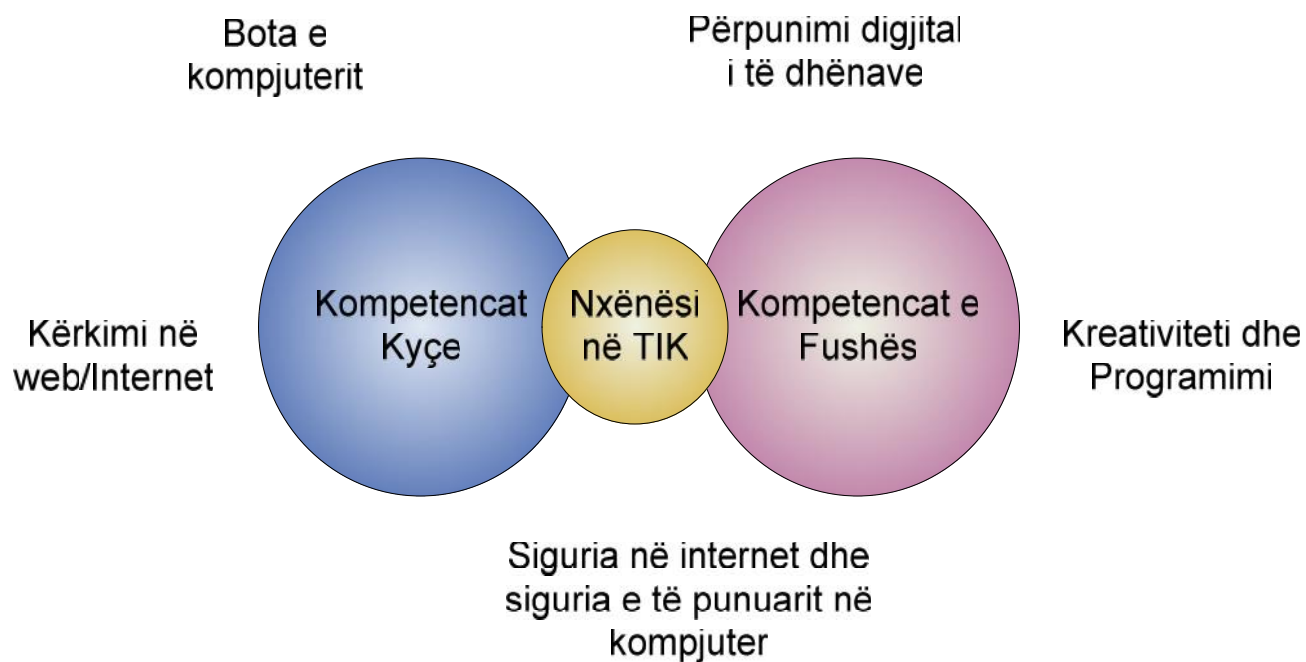 Bota e
kompjuterit
Përpunimi digjital
i të dhënave
Kompetencat
Kyçe
Nxënësi
në TIK
Kompetencat e
Fushës
Kërkimi në
web/Internet
Kreativiteti dhe
Programimi
Siguria në internet dhe
siguria e të punuarit në
kompjuter